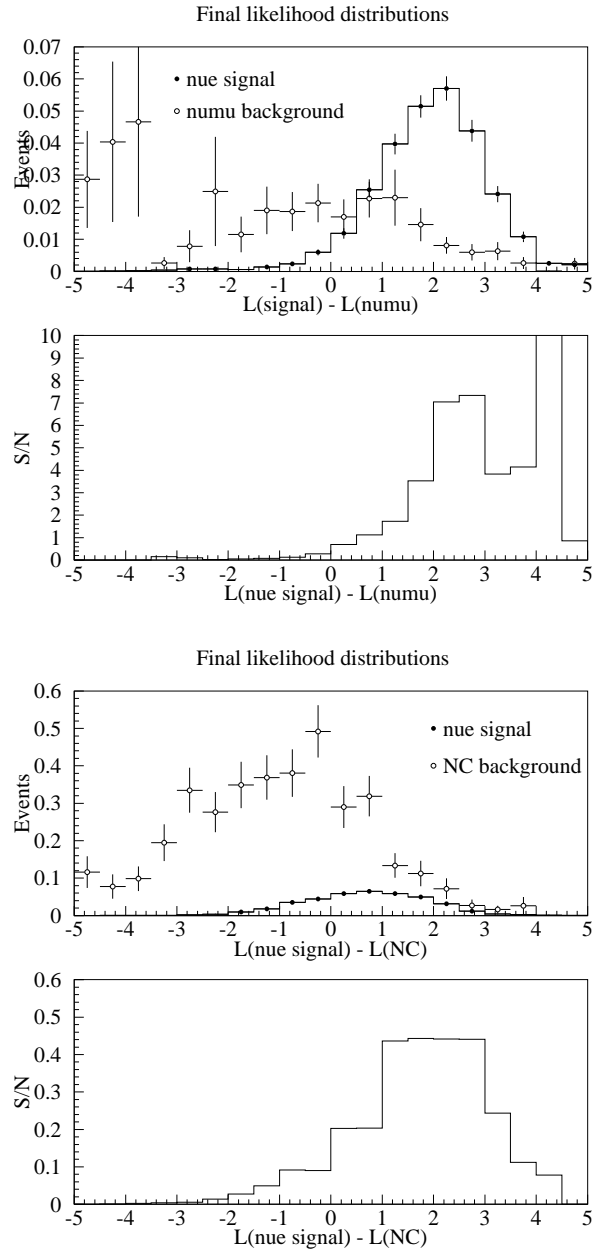 Final likelihood distributions
0.07
0.06
0.05
0.04
0.03
0.02
0.01
0
Events
nue signal
numu background
-5 -4 -3 -2 -1 0 1 2 3 4 5
L(signal) - L(numu)
10
9
8
7
6
5
4
3
2
1
0
S/N
-5 -4 -3 -2 -1 0 1 2 3 4 5
L(nue signal) - L(numu)
Final likelihood distributions
0.6
0.5
0.4
0.3
0.2
0.1
0
Events
nue signal
NC background
-5 -4 -3 -2 -1 0 1 2 3 4 5
L(nue signal) - L(NC)
0.6
0.5
0.4
0.3
0.2
0.1
0
S/N
-5 -4 -3 -2 -1 0 1 2 3 4 5
L(nue signal) - L(NC)